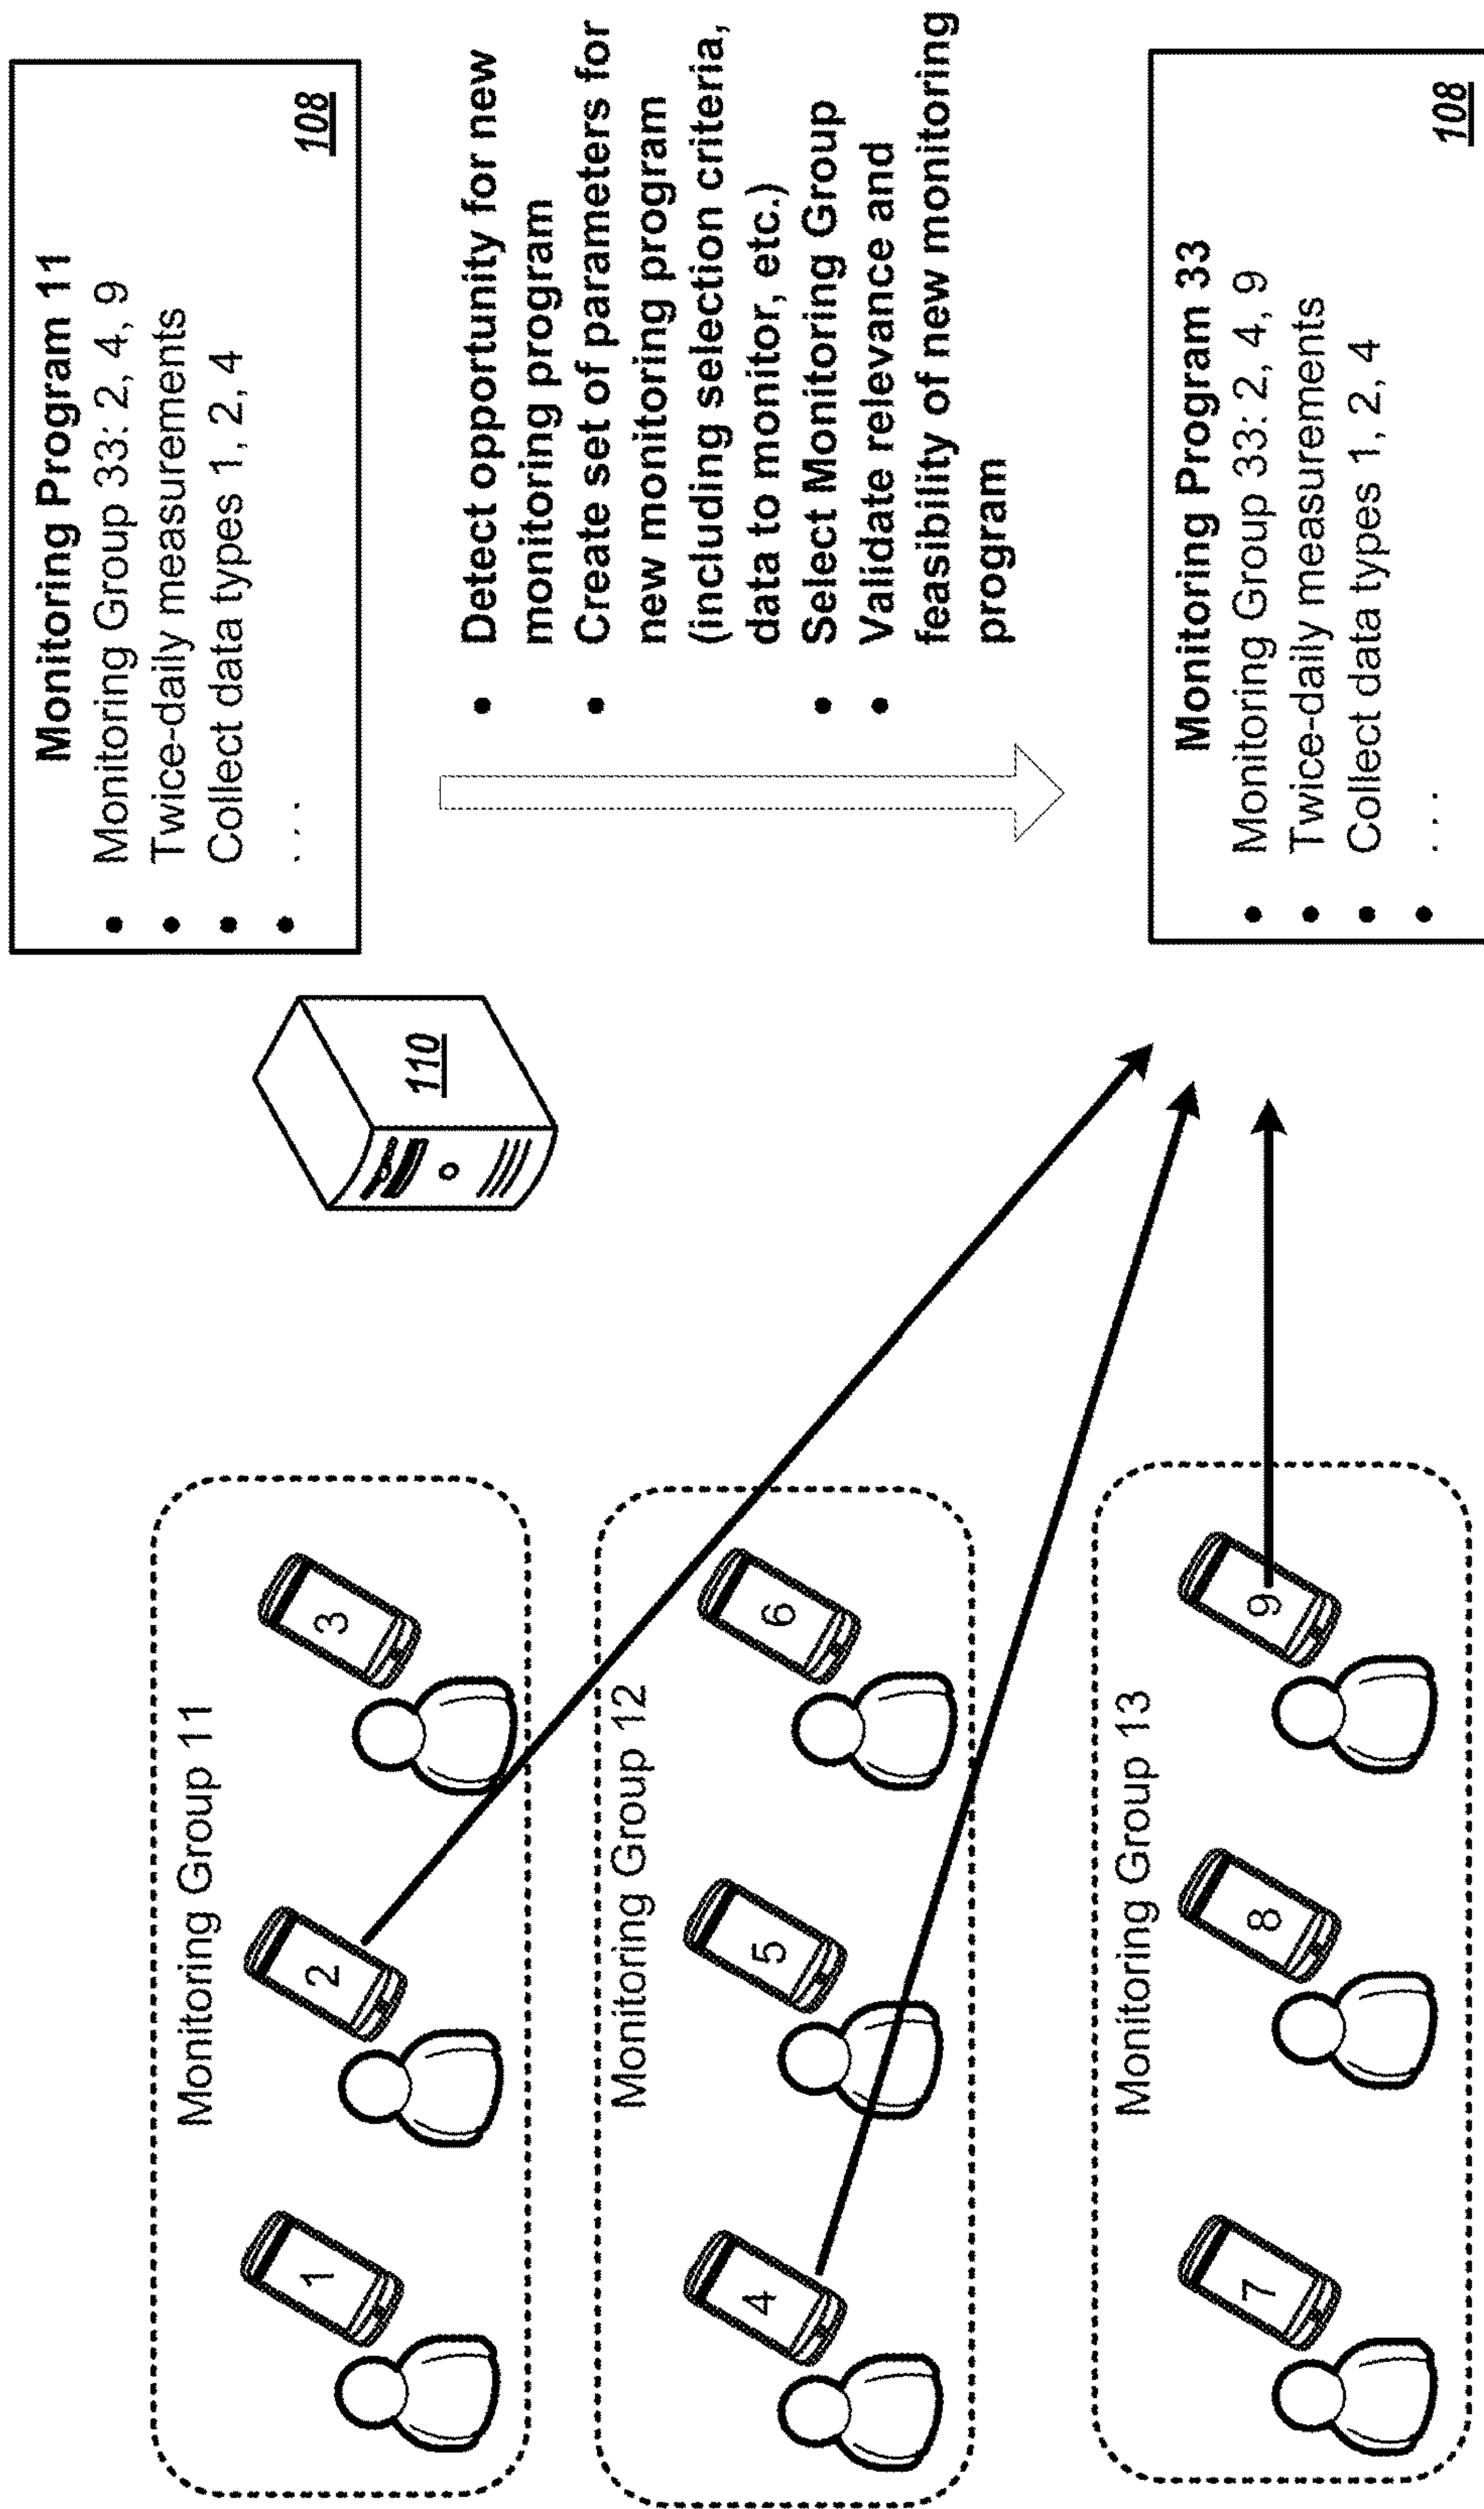 Monitoring Group 11
1
2
3
Monitoring Group 12
4
5
6
Monitoring Group 13
7
8
9
110
Monitoring Program 11
• Monitoring Group 33: 2, 4, 9
• Twice-daily measurements
• Collect data types 1, 2, 4
• . . .
108
• Detect opportunity for new
monitoring program
• Create set of parameters for
new monitoring program
(including selection criteria,
data to monitor, etc.)
• Select Monitoring Group
• Validate relevance and
feasibility of new monitoring
program
Monitoring Program 33
• Monitoring Group 33: 2, 4, 9
• Twice-daily measurements
• Collect data types 1, 2, 4
• . . .
108